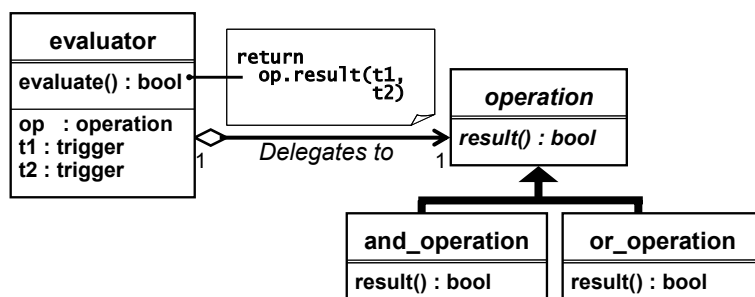 evaluator
evaluate() : bool
op : operation
t1 : trigger
t2 : trigger
return
op.result(t1,
t2)
1
Delegates to
1
operation
result() : bool
and_operation
result() : bool
or_operation
result() : bool